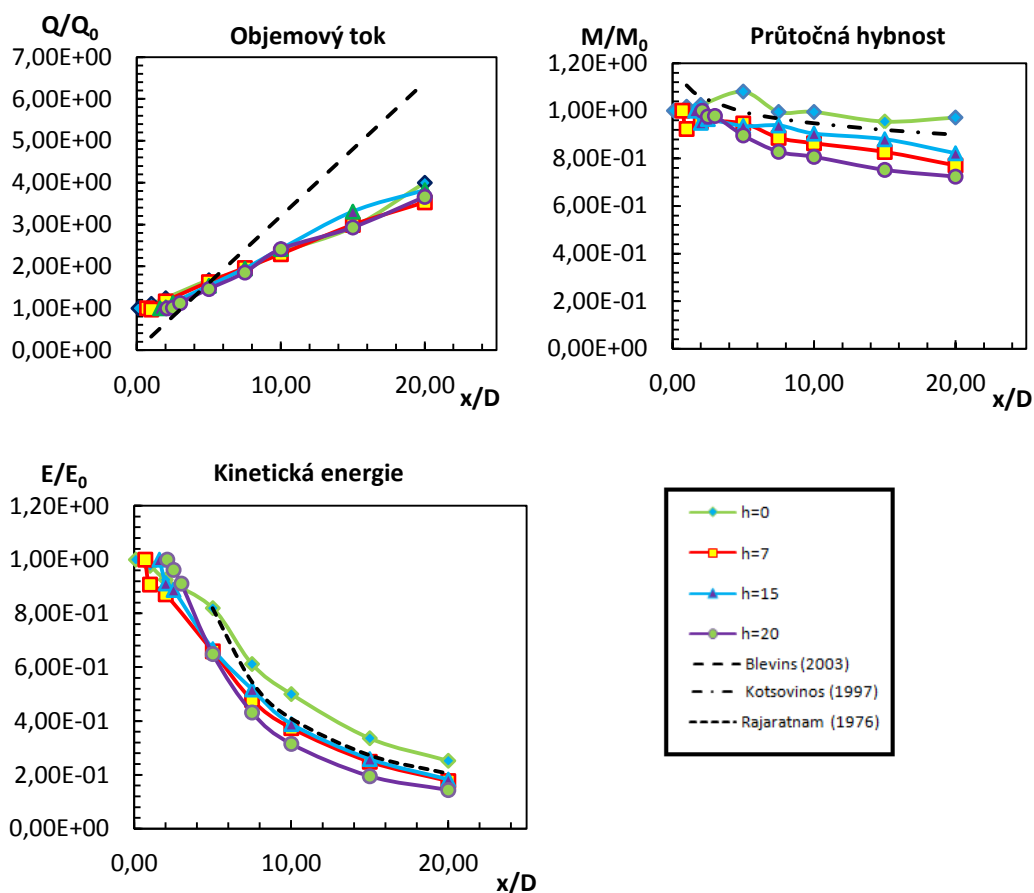 Q/Q0
Objemový tok
7,00E+00
6,00E+00
5,00E+00
4,00E+00
3,00E+00
2,00E+00
1,00E+00
0,00E+00
0,00 10,00 20,00
x/D
M/M0
Průtočná hybnost
1,20E+00
1,00E+00
8,00E-01
6,00E-01
4,00E-01
2,00E-01
0,00E+00
0,00 10,00 20,00
x/D
E/E0
Kinetická energie
1,20E+00
1,00E+00
8,00E-01
6,00E-01
4,00E-01
2,00E-01
0,00E+00
0,00 10,00 20,00
x/D
h=0
h=7
h=15
h=20
Blevins (2003)
Kotsovinos (1997)
Rajaratnam (1976)